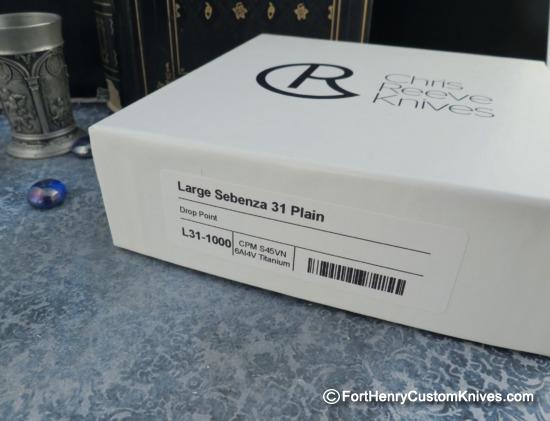 R
Chris
Reeve
Knives
Large Sebenza 31 Plain
Drop Point
L31-1000
CPM S45VN
6Al4V Titanium
©FortHenryCustomKnives.com